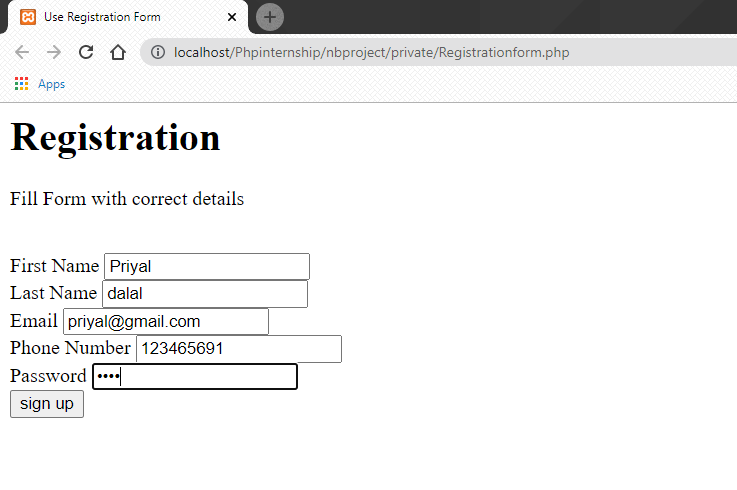 Use Registration Form
localhost/Phpinternship/nbproject/private/Registrationform.php
Apps
Registration
Fill Form with correct details
First Name Priyal
Last Name dalal
Email priyal@gmail.com
Phone Number 123465691
Password ••••
sign up